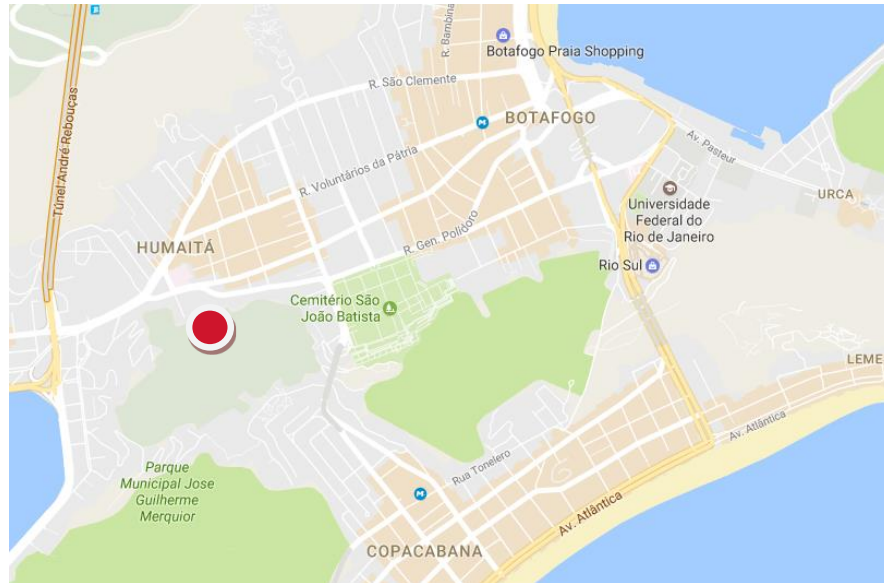 R. Bambina
Botafogo Praia Shopping
R. São Clemente
Túnel André Rebouças
BOTAFOGO
Av. Pasteur
R. Voluntários da Pátria
URCA
Universidade
Federal do
Rio de Janeiro
R. Gen. Polidoro
HUMAITÁ
Rio Sul
Cemitério São
João Batista
LEME
Av. Atlântica
Rua Tonelero
Parque
Municipal Jose
Guilherme
Merquior
Av. Atlântica
COPACABANA